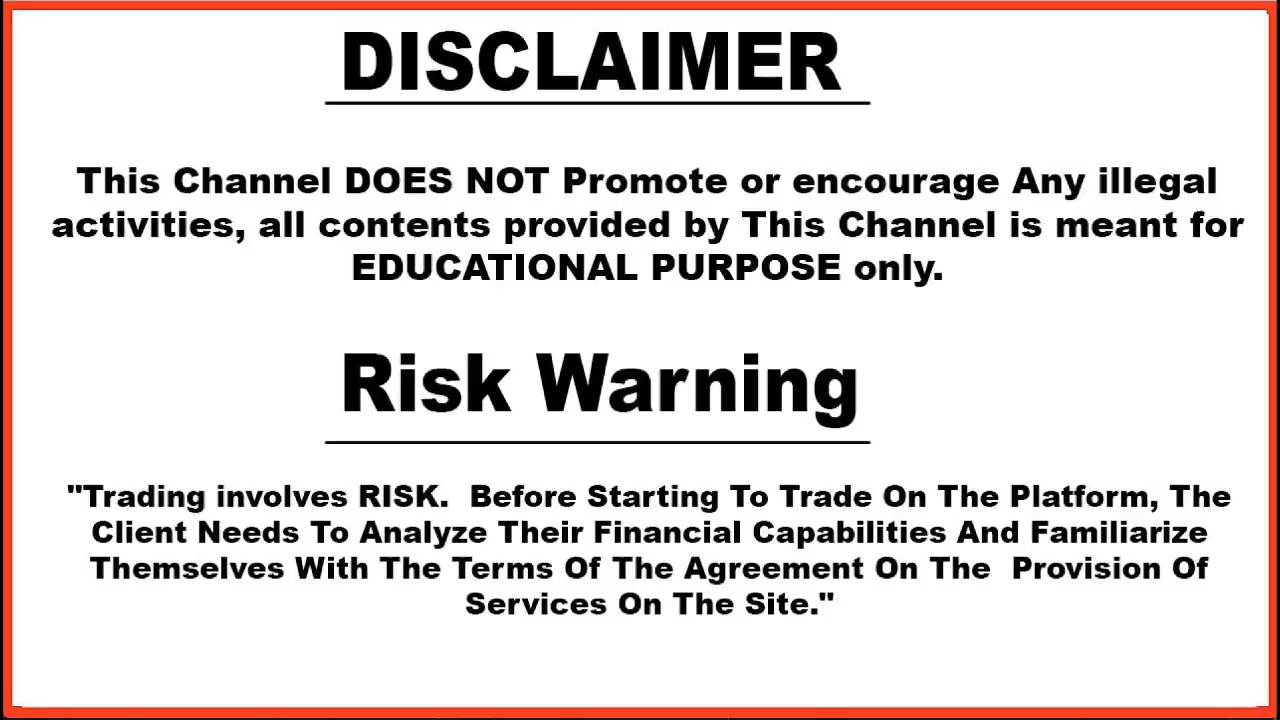 DISCLAIMER
This Channel DOES NOT Promote or encourage Any illegal
activities, all contents provided by This Channel is meant for
EDUCATIONAL PURPOSE only.
Risk Warning
"Trading involves RISK.  Before Starting To Trade On The Platform, The
Client Needs To Analyze Their Financial Capabilities And Familiarize
Themselves With The Terms Of The Agreement On The  Provision Of
Services On The Site."